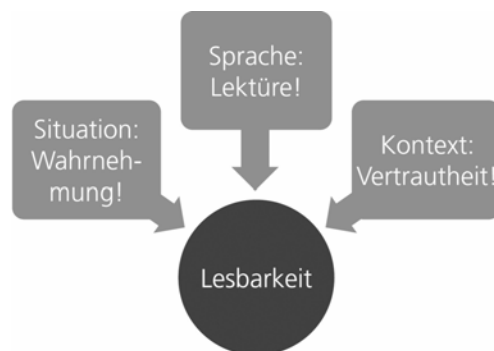 Sprache:
Lektüre!
Situation:
Wahrneh-
mung!
Kontext:
Vertrautheit!
Lesbarkeit